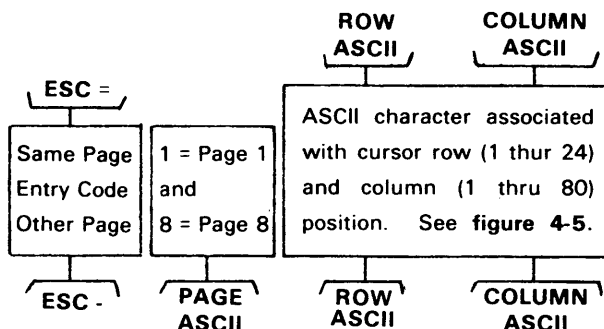 ROW COLUMN
ASCII ASCII
ESC =
Same Page
Entry Code
Other Page
1 = Page 1
and
8 = Page 8
ASCII character associated
with cursor row (1 thur 24)
and column (1 thru 80)
position. See figure 4-5.
ESC - PAGE ROW COLUMN
ASCII ASCII ASCII